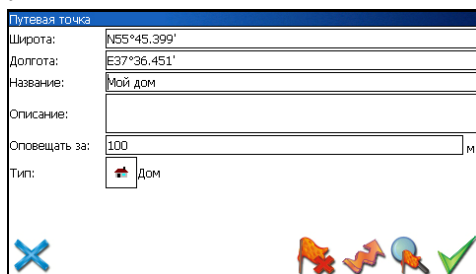 Путевая точка
Широта: N55°45.399'
Долгота: E37°36.451'
Название: Мой дом
Описание:
Оповещать за: 100 м
Тип: Дом